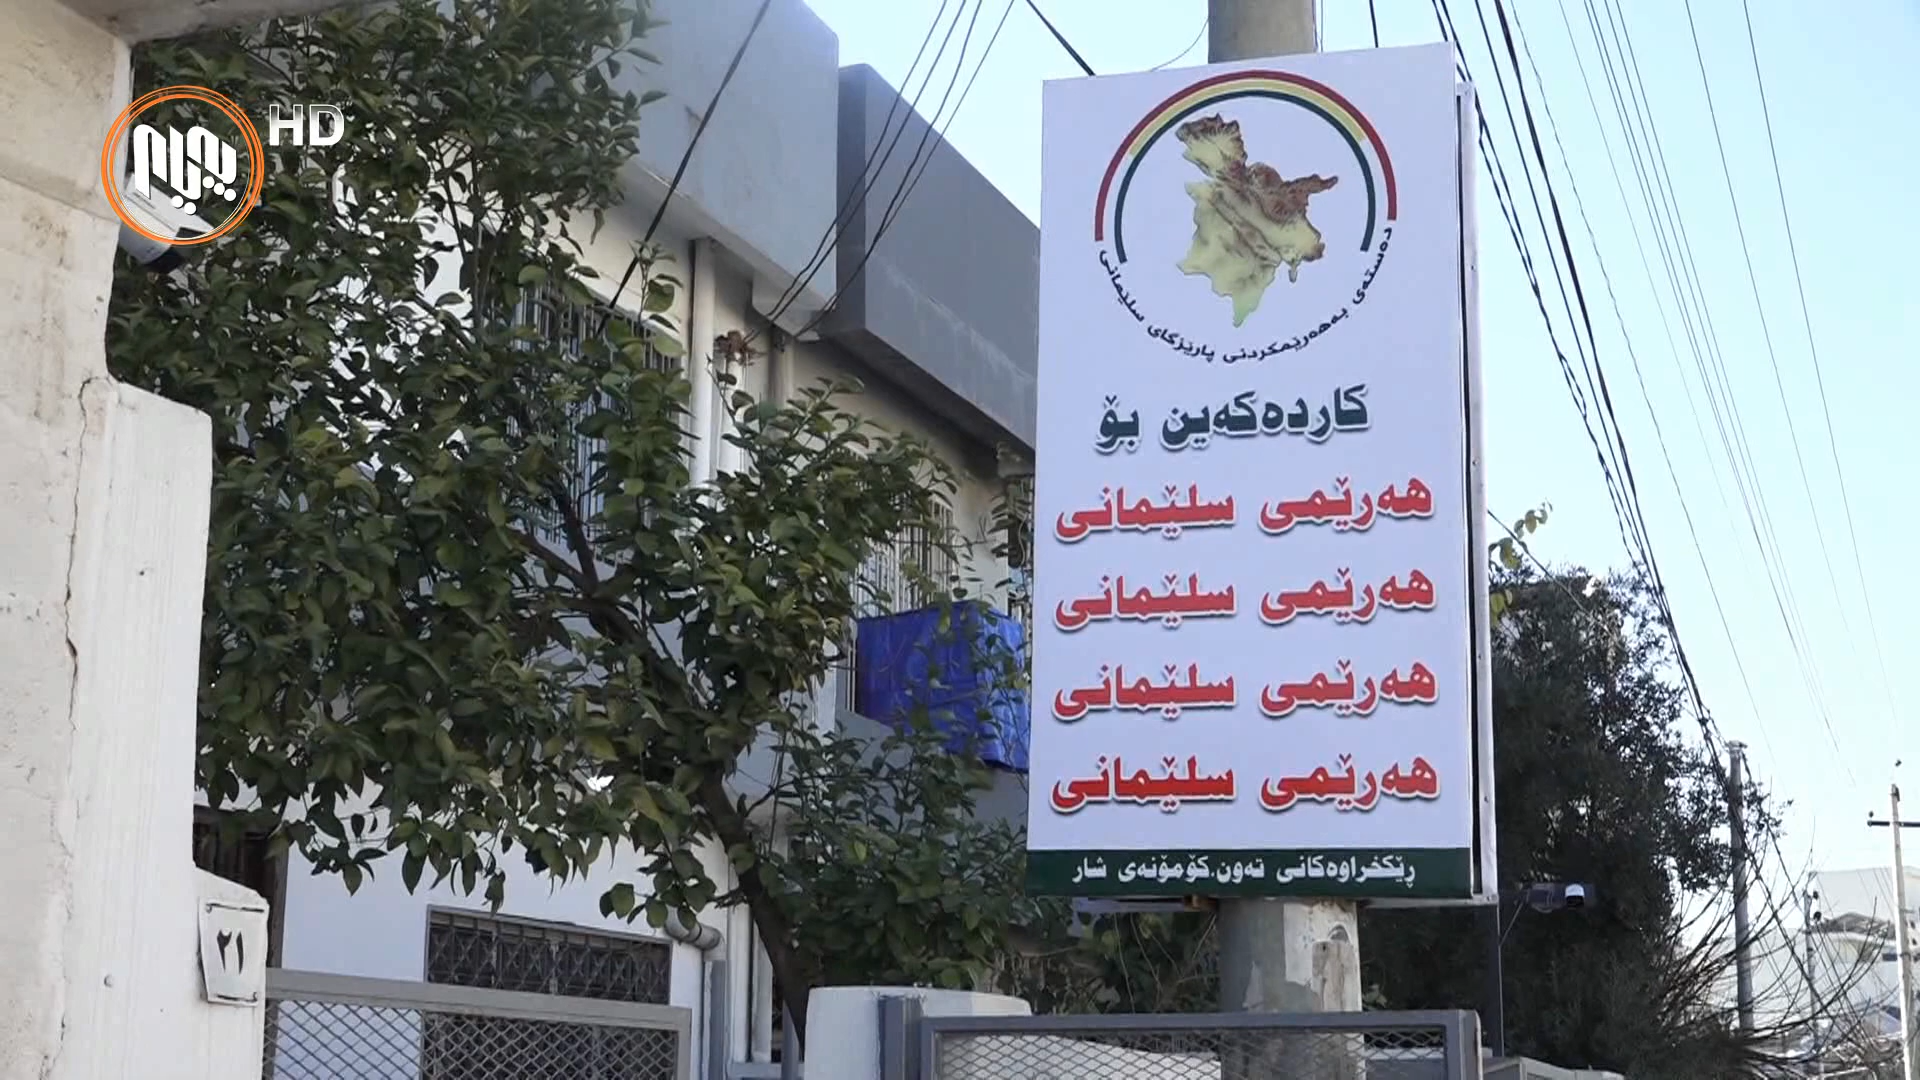 پەیام HD
دەستەی بەهەرێمکردنی پارێزگای سلێمانی
کاردەکەین بۆ
هەرێمی سلێمانی
هەرێمی سلێمانی
هەرێمی سلێمانی
هەرێمی سلێمانی
ڕێکخراوەکانی تەون.کۆمۆنەی شار
٢١